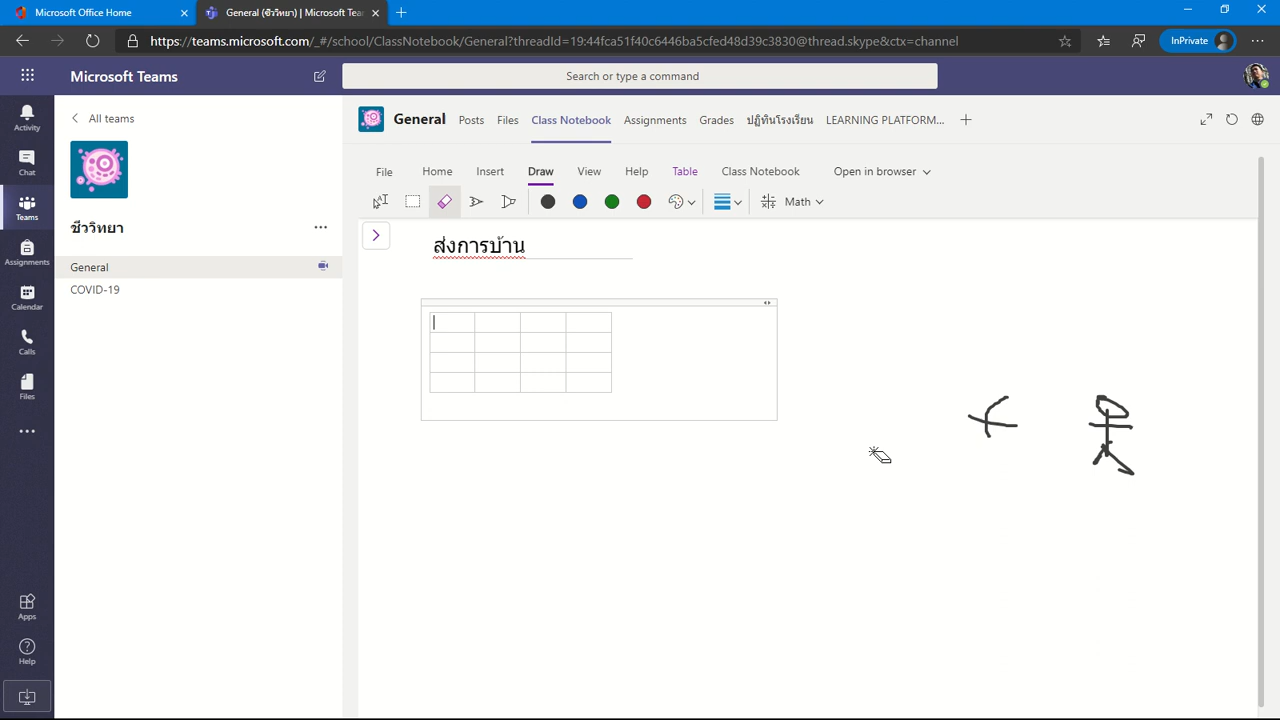 Microsoft Office Home
General (ชีววิทยา) | Microsoft Tea
https://teams.microsoft.com/_#/school/ClassNotebook/General?threadId=19:44fca51f40c6446ba5cfed48d39c3830@thread.skype&ctx=channel
InPrivate
Microsoft Teams
Search or type a command
Activity
Chat
Teams
Assignments
Calendar
Calls
Files
Apps
Help
All teams
ชีววิทยา
General
COVID-19
General Posts Files Class Notebook Assignments Grades ปฏิทินโรงเรียน LEARNING PLATFORM...
File Home Insert Draw View Help Table Class Notebook Open in browser
Math
ส่งการบ้าน